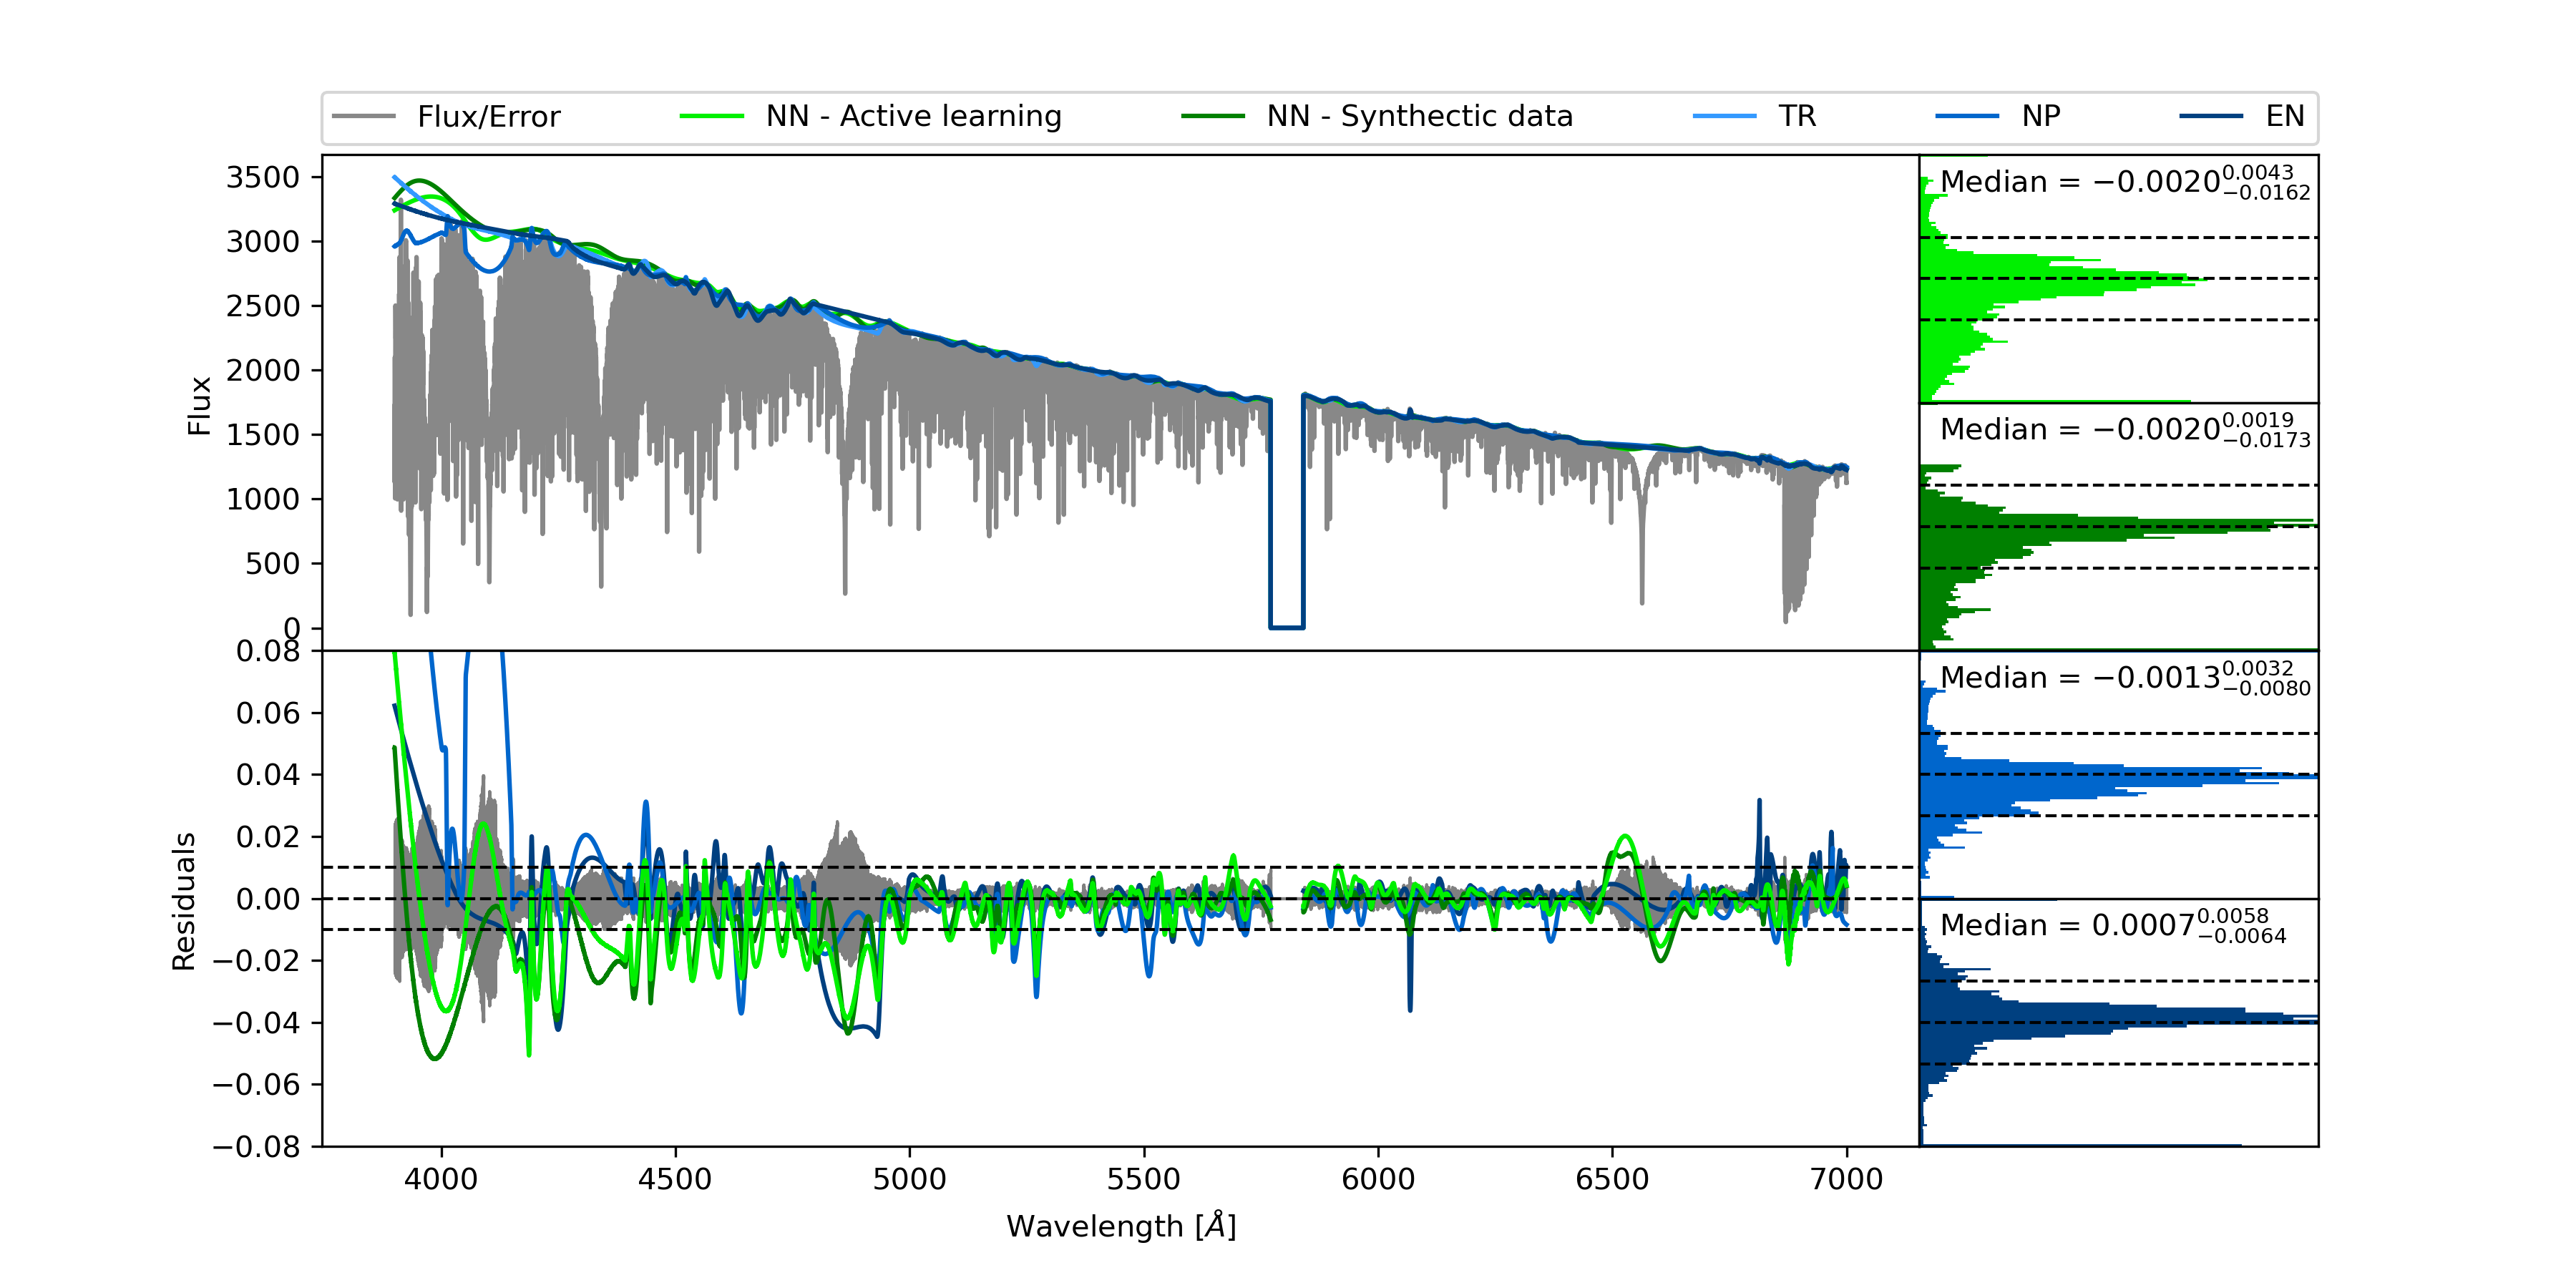 Flux/Error NN - Active learning NN - Synthectic data TR NP EN
3500
3000
2500
2000
1500
1000
500
0
Flux
Median = −0.0020 0.0043 −0.0162
Median = −0.0020 0.0019 −0.0173
0.08
0.06
0.04
0.02
0.00
−0.02
−0.04
−0.06
−0.08
Residuals
Median = −0.0013 0.0032 −0.0080
Median = 0.0007 0.0058 −0.0064
4000 4500 5000 5500 6000 6500 7000
Wavelength [Å]